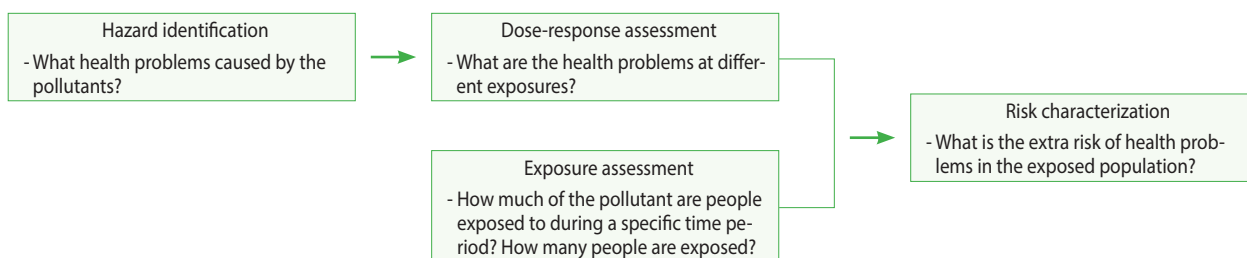 Hazard identification
- What health problems caused by the
pollutants?
Dose-response assessment
- What are the health problems at differ-
ent exposures?
Exposure assessment
- How much of the pollutant are people
exposed to during a specific time pe-
riod? How many people are exposed?
Risk characterization
- What is the extra risk of health prob-
lems in the exposed population?